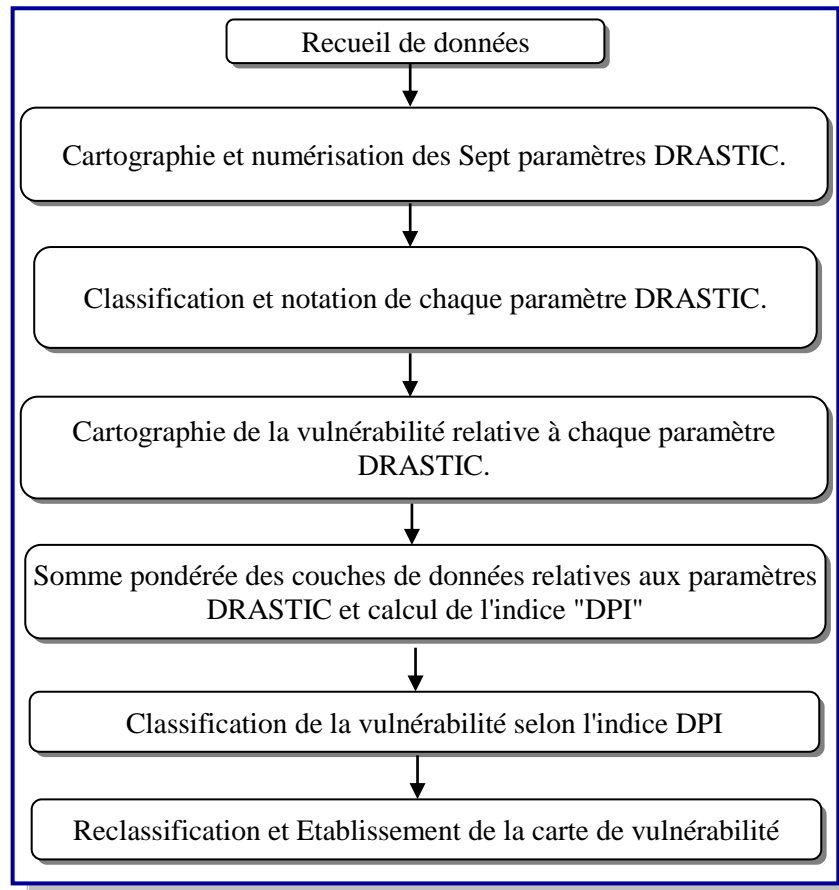 Recueil de données
Cartographie et numérisation des Sept paramètres DRASTIC.
Classification et notation de chaque paramètre DRASTIC.
Cartographie de la vulnérabilité relative à chaque paramètre
DRASTIC.
Somme pondérée des couches de données relatives aux paramètres
DRASTIC et calcul de l'indice "DPI"
Classification de la vulnérabilité selon l'indice DPI
Reclassification et Etablissement de la carte de vulnérabilité